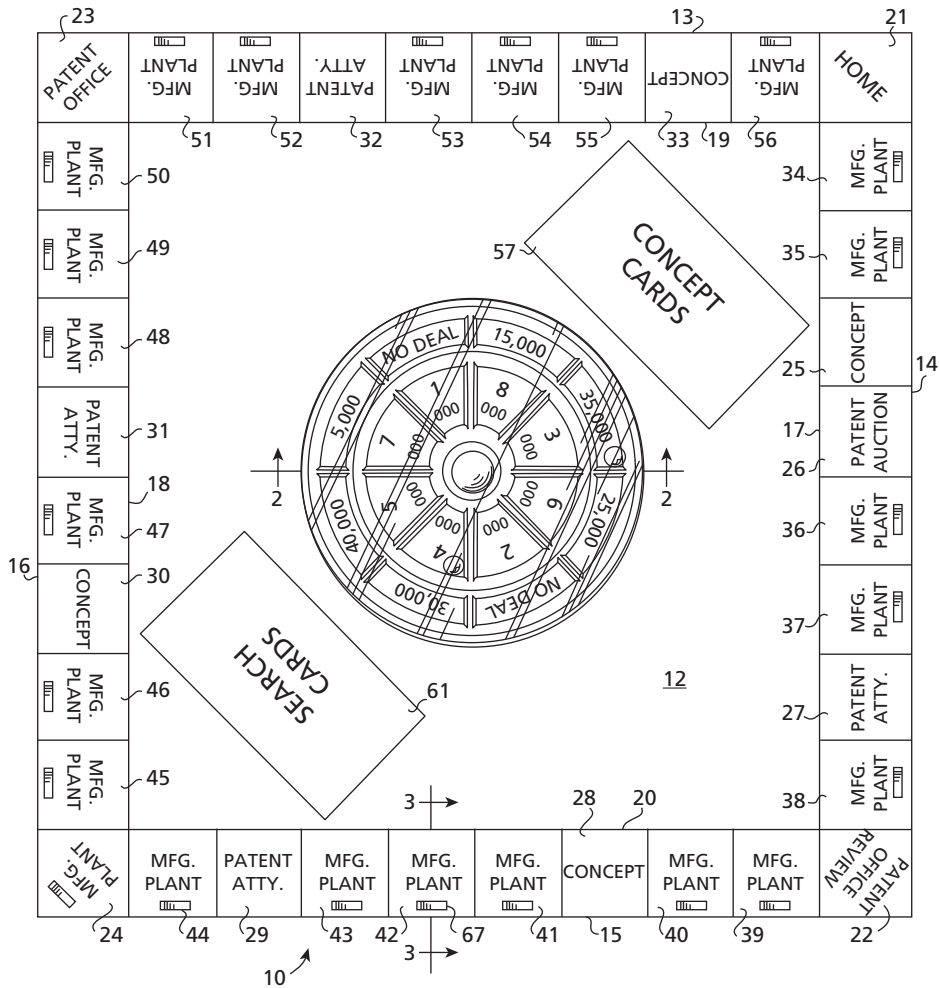 23
13
21
PATENT
OFFICE
MFG.
PLANT
MFG.
PLANT
PATENT
ATTY.
MFG.
PLANT
MFG.
PLANT
MFG.
PLANT
CONCEPT
MFG.
PLANT
HOME
51
52
32
53
54
55
33
19
56
MFG.
PLANT
50
34
MFG.
PLANT
MFG.
PLANT
49
57
CONCEPT
CARDS
35
MFG.
PLANT
MFG.
PLANT
48
25
CONCEPT
14
PATENT
ATTY.
31
17
26
PATENT
AUCTION
18
2
2
MFG.
PLANT
47
36
MFG.
PLANT
NO DEAL
15,000
35,000
25,000
NO DEAL
30,000
40,000
5,000
1
000
8
000
3
000
6
000
2
000
4
000
5
000
7
000
16
CONCEPT
30
37
MFG.
PLANT
MFG.
PLANT
46
SEARCH
CARDS
61
12
27
PATENT
ATTY.
MFG.
PLANT
45
3
28
20
38
MFG.
PLANT
MFG.
PLANT
MFG.
PLANT
PATENT
ATTY.
MFG.
PLANT
MFG.
PLANT
MFG.
PLANT
CONCEPT
MFG.
PLANT
MFG.
PLANT
PATENT
OFFICE
REVIEW
24
44
29
43
42
67
41
15
40
39
22
10
3